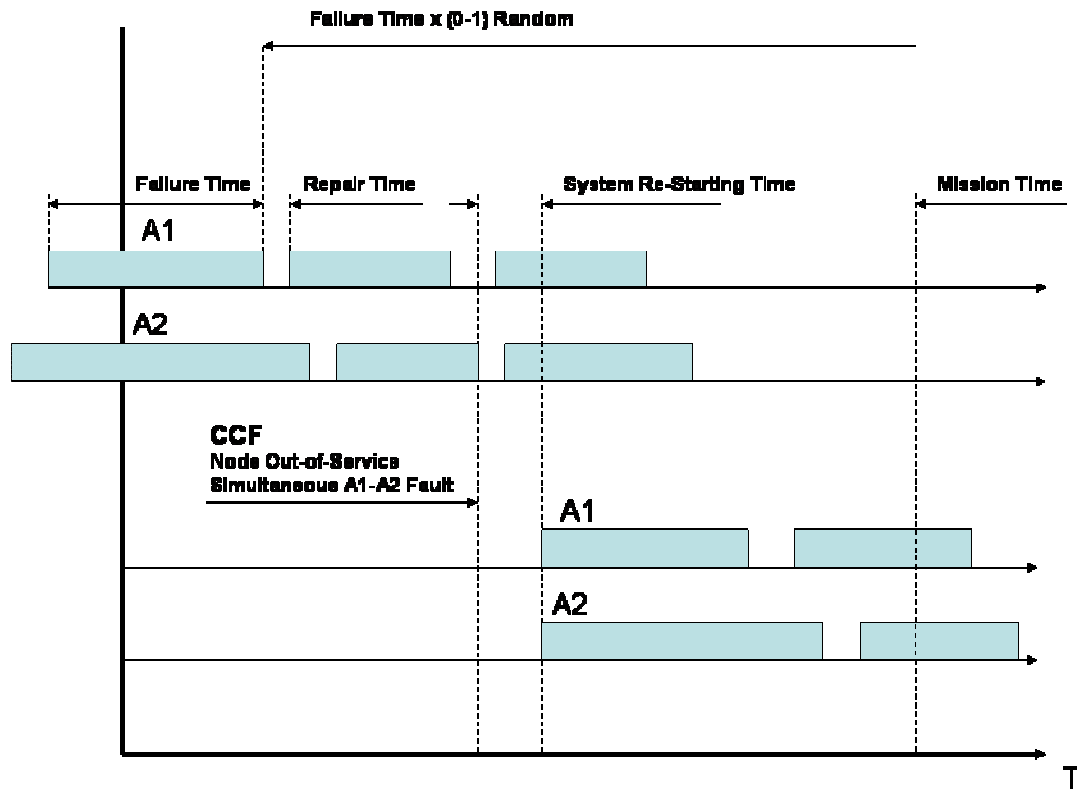 Failure Time x (0-1) Random
Failure Time
Repair Time
System Re-Starting Time
Mission Time
A1
A2
CCF
Node Out-of-Service
Simultaneous A1-A2 Fault
A1
A2
T